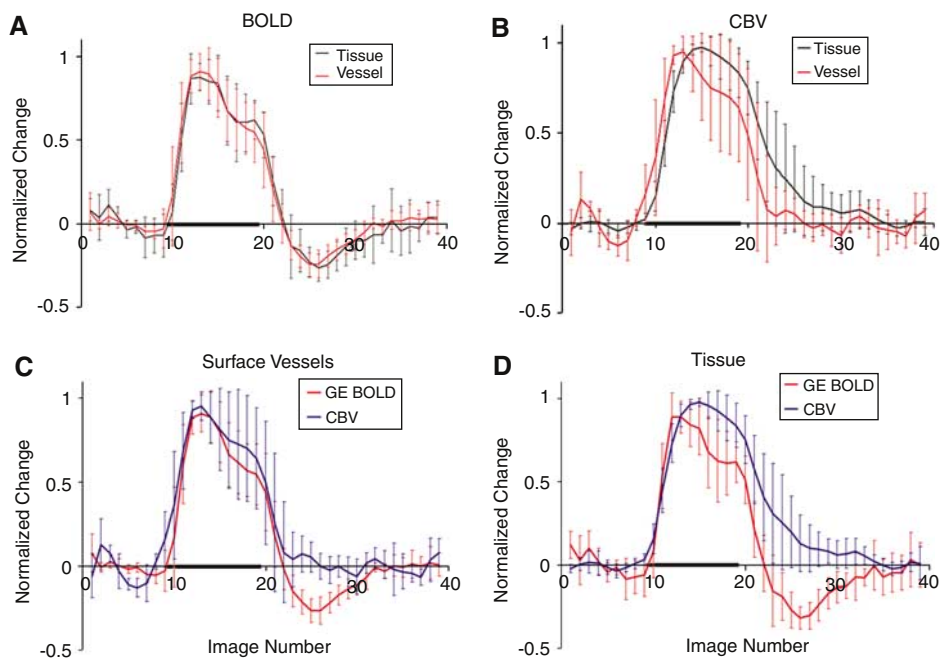 A
BOLD
Tissue
Vessel
Normalized Change
1
0.5
0
-0.5
0
10
20
30
40
B
CBV
Tissue
Vessel
Normalized Change
1
0.5
0
-0.5
0
10
20
30
40
C
Surface Vessels
GE BOLD
CBV
Normalized Change
1
0.5
0
-0.5
0
10
20
30
40
Image Number
D
Tissue
GE BOLD
CBV
Normalized Change
1
0.5
0
-0.5
0
10
20
30
40
Image Number